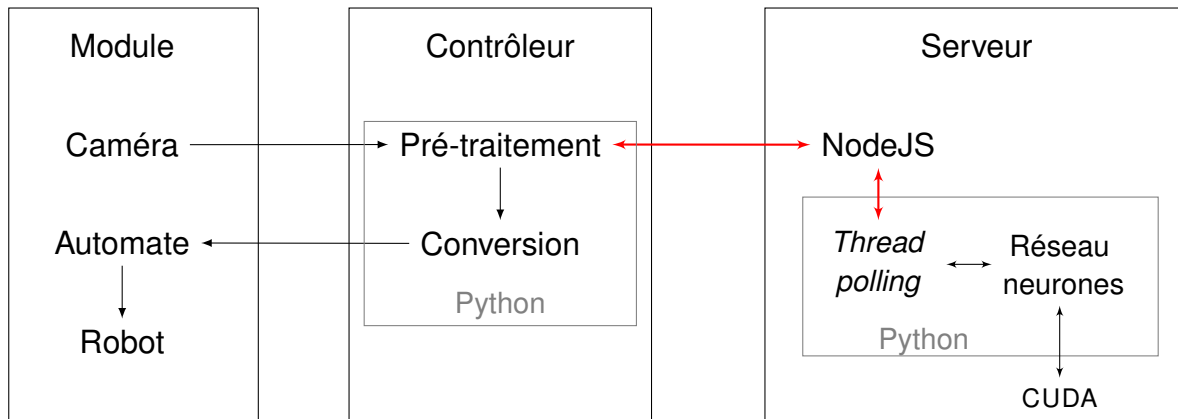 Module
Contrôleur
Serveur
Caméra
Pré-traitement
NodeJS
Automate
Conversion
Thread
polling
Réseau
neurones
Python
Python
Robot
CUDA